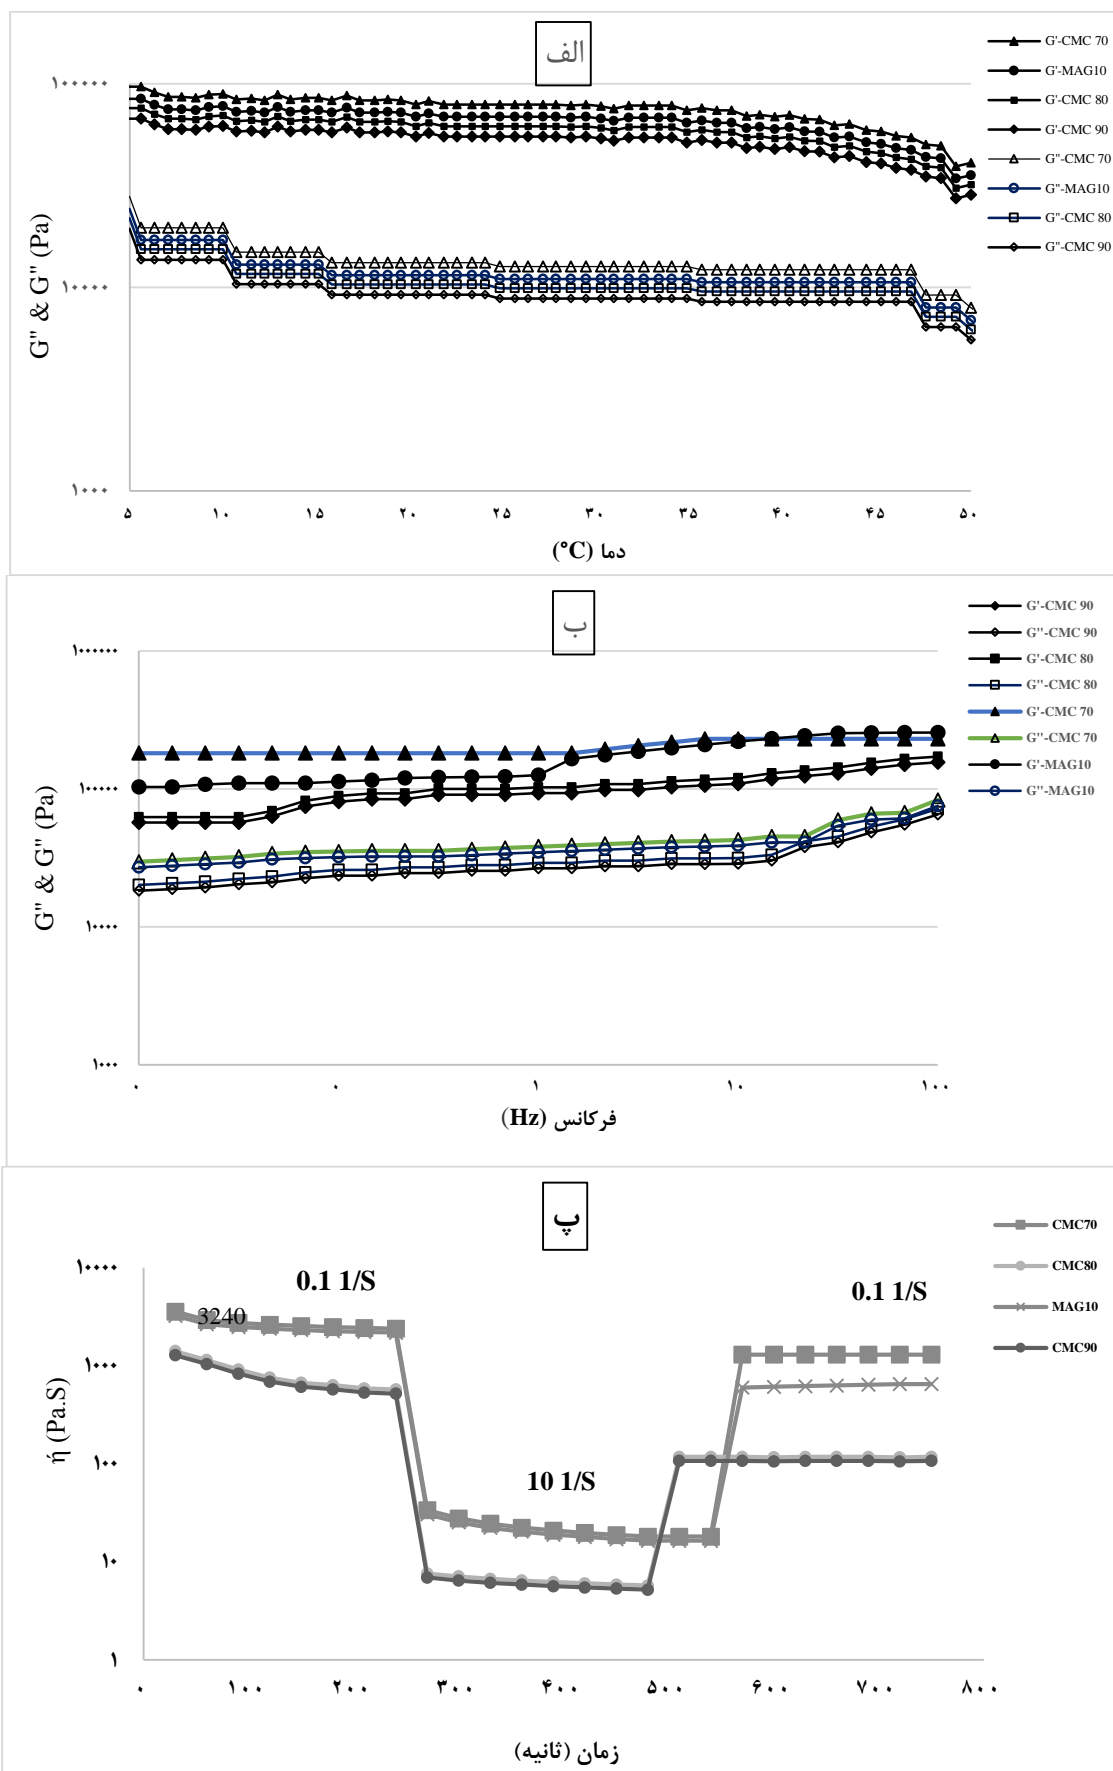 الف
G'-CMC 70
G'-MAG10
G'-CMC 80
G'-CMC 90
G''-CMC 70
G''-MAG10
G''-CMC 80
G''-CMC 90
G'' & G'' (Pa)
۱۰۰۰۰۰
۱۰۰۰۰
۱۰۰۰
۵ ۱۰ ۱۵ ۲۰ ۲۵ ۳۰ ۳۵ ۴۰ ۴۵ ۵۰
دما (°C)
ب
G'-CMC 90
G''-CMC 90
G'-CMC 80
G''-CMC 80
G'-CMC 70
G''-CMC 70
G'-MAG10
G''-MAG10
G'' & G'' (Pa)
۱۰۰۰۰۰۰
۱۰۰۰۰۰
۱۰۰۰۰
۱۰۰۰
۰ ۰ ۱ ۱۰ ۱۰۰
فرکانس (Hz)
پ
CMC70
CMC80
MAG10
CMC90
0.1 1/S
10 1/S
0.1 1/S
3240
ή (Pa.S)
۱۰۰۰۰
۱۰۰۰
۱۰۰
۱۰
۱
۰ ۱۰۰ ۲۰۰ ۳۰۰ ۴۰۰ ۵۰۰ ۶۰۰ ۷۰۰ ۸۰۰
زمان (ثانیه)